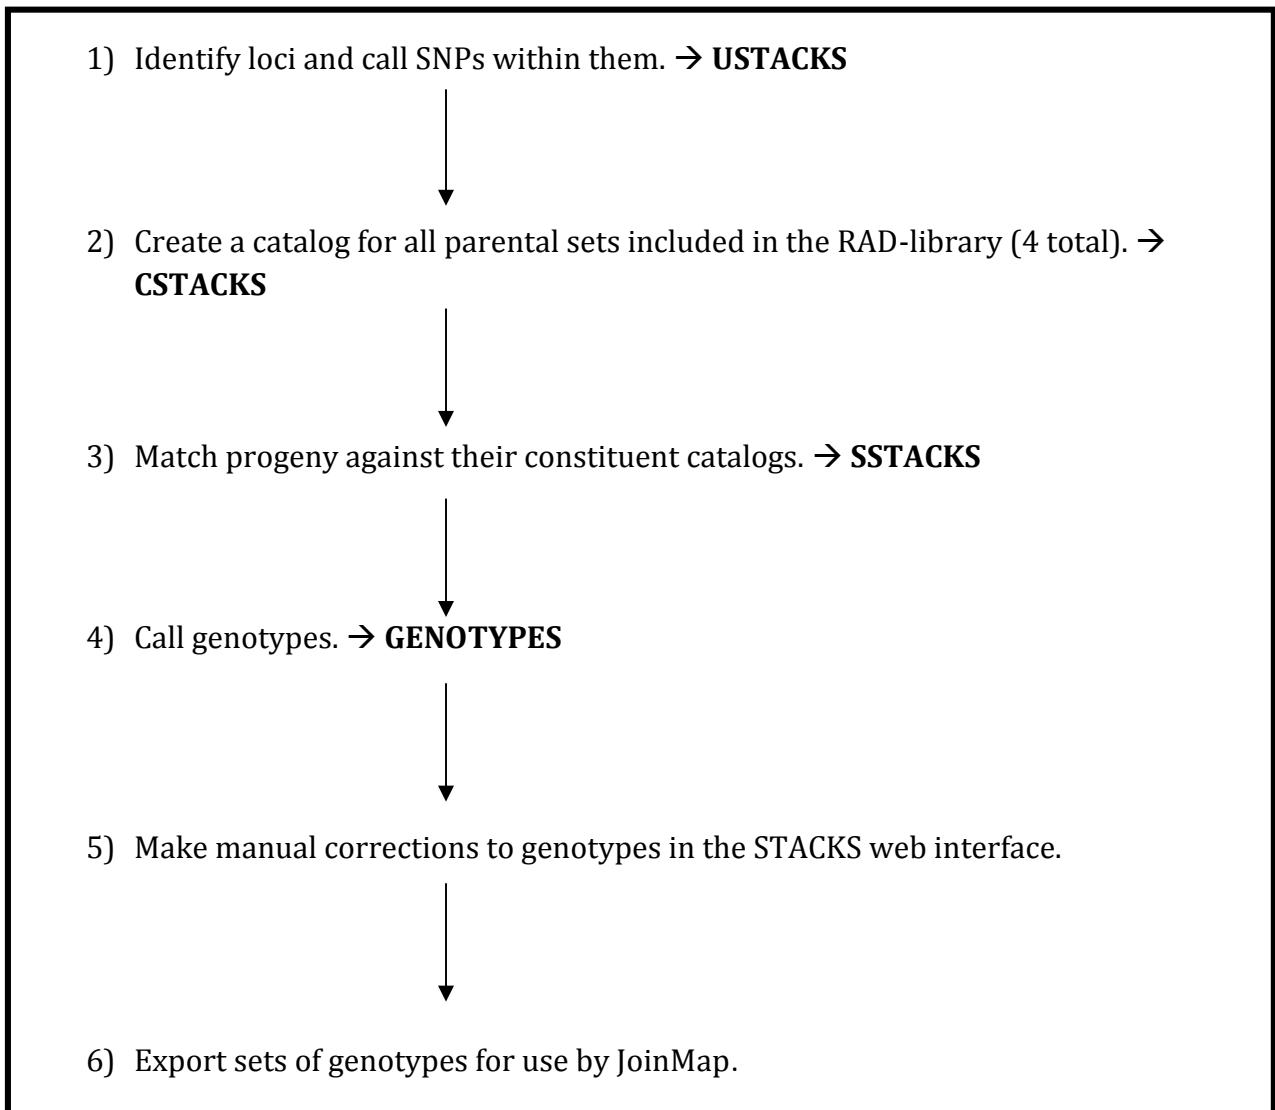 1) Identify loci and call SNPs within them. → USTACKS
2) Create a catalog for all parental sets included in the RAD-library (4 total). →
CSTACKS
3) Match progeny against their constituent catalogs. → SSTACKS
4) Call genotypes. → GENOTYPES
5) Make manual corrections to genotypes in the STACKS web interface.
6) Export sets of genotypes for use by JoinMap.